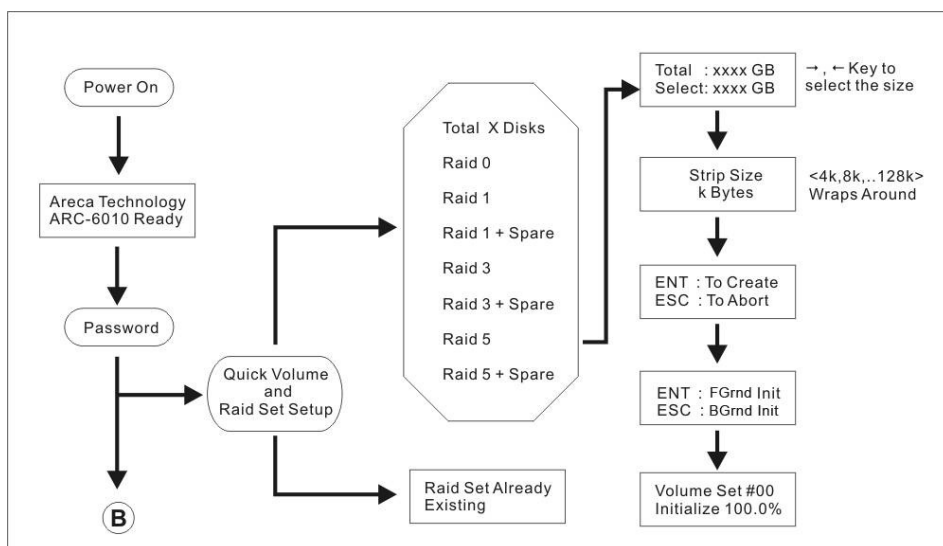 Power On
Areca Technology
ARC-6010 Ready
Password
B
Quick Volume
and
Raid Set Setup
Total X Disks
Raid 0
Raid 1
Raid 1 + Spare
Raid 3
Raid 3 + Spare
Raid 5
Raid 5 + Spare
Raid Set Already
Existing
Total : xxxx GB
Select: xxxx GB
→ , ← Key to
select the size
Strip Size
k Bytes
<4k,8k,..128k>
Wraps Around
ENT : To Create
ESC : To Abort
ENT : FGrnd Init
ESC : BGrnd Init
Volume Set #00
Initialize 100.0%